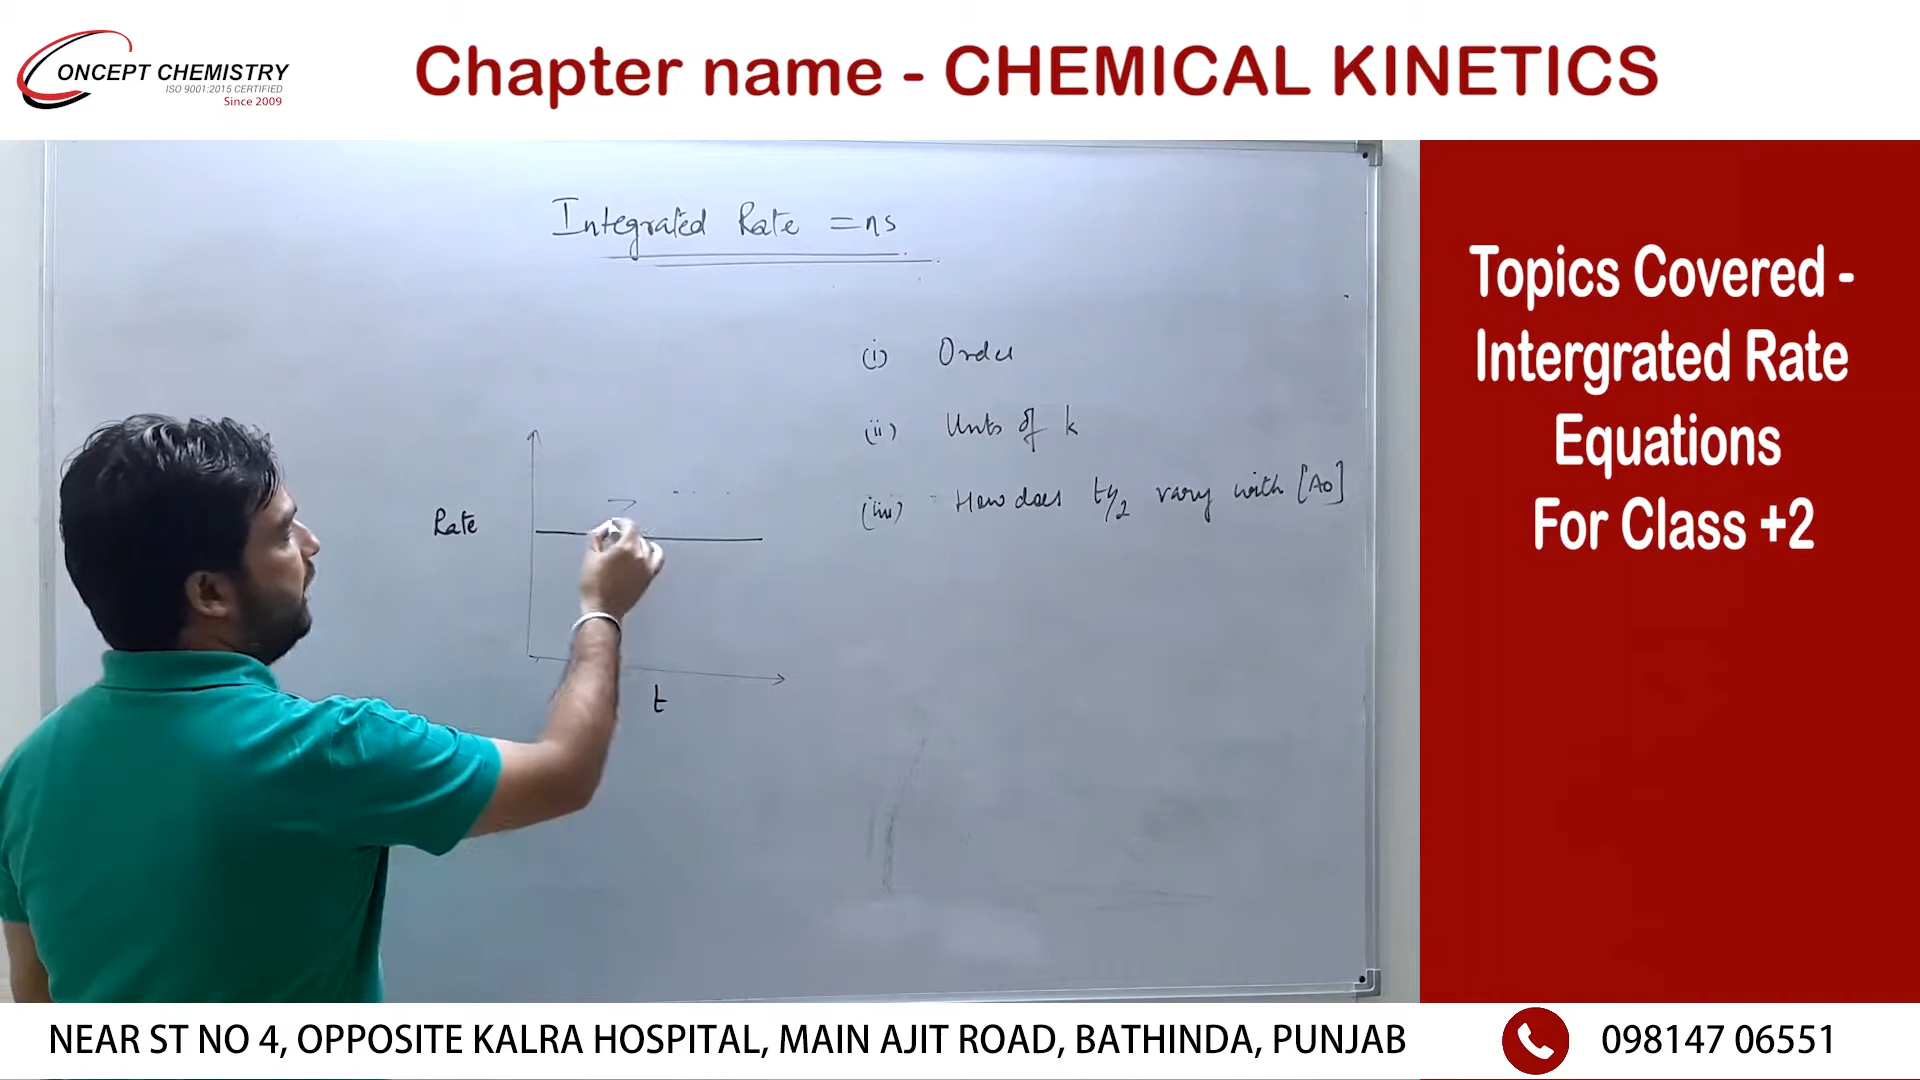 ONCEPT CHEMISTRY
ISO 9001:2015 CERTIFIED
Since 2009
Chapter name - CHEMICAL KINETICS
Integrated Rate =ns
(i) Order
(ii) Units of k
(iii) How does t1/2 vary with [A0]
Rate
t
Topics Covered -
Intergrated Rate
Equations
For Class +2
NEAR ST NO 4, OPPOSITE KALRA HOSPITAL, MAIN AJIT ROAD, BATHINDA, PUNJAB
098147 06551